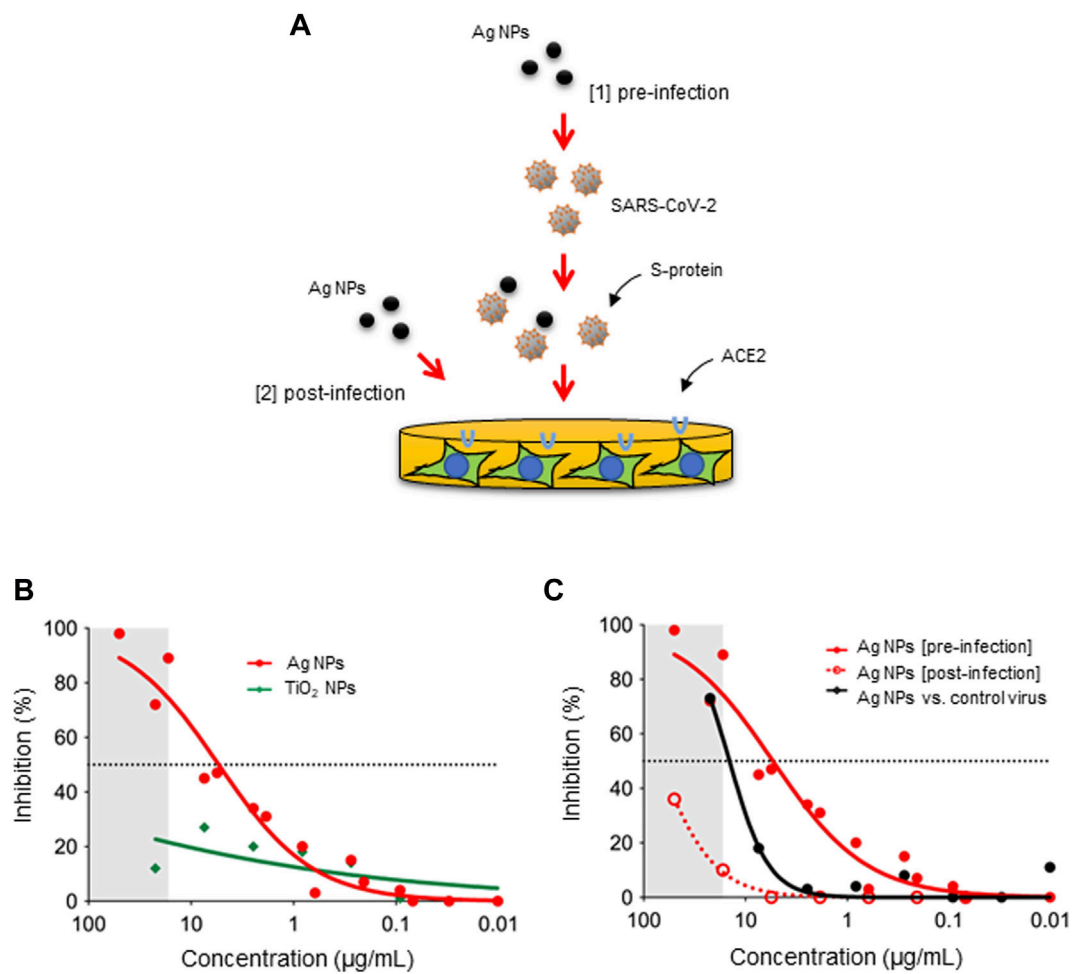 A
Ag NPs
[1] pre-infection
SARS-CoV-2
S-protein
Ag NPs
ACE2
[2] post-infection
B
100
80
60
40
20
0
Inhibition (%)
Ag NPs
TiO₂ NPs
100
10
1
0.1
0.01
Concentration (µg/mL)
C
100
80
60
40
20
0
Inhibition (%)
Ag NPs [pre-infection]
Ag NPs [post-infection]
Ag NPs vs. control virus
100
10
1
0.1
0.01
Concentration (µg/mL)